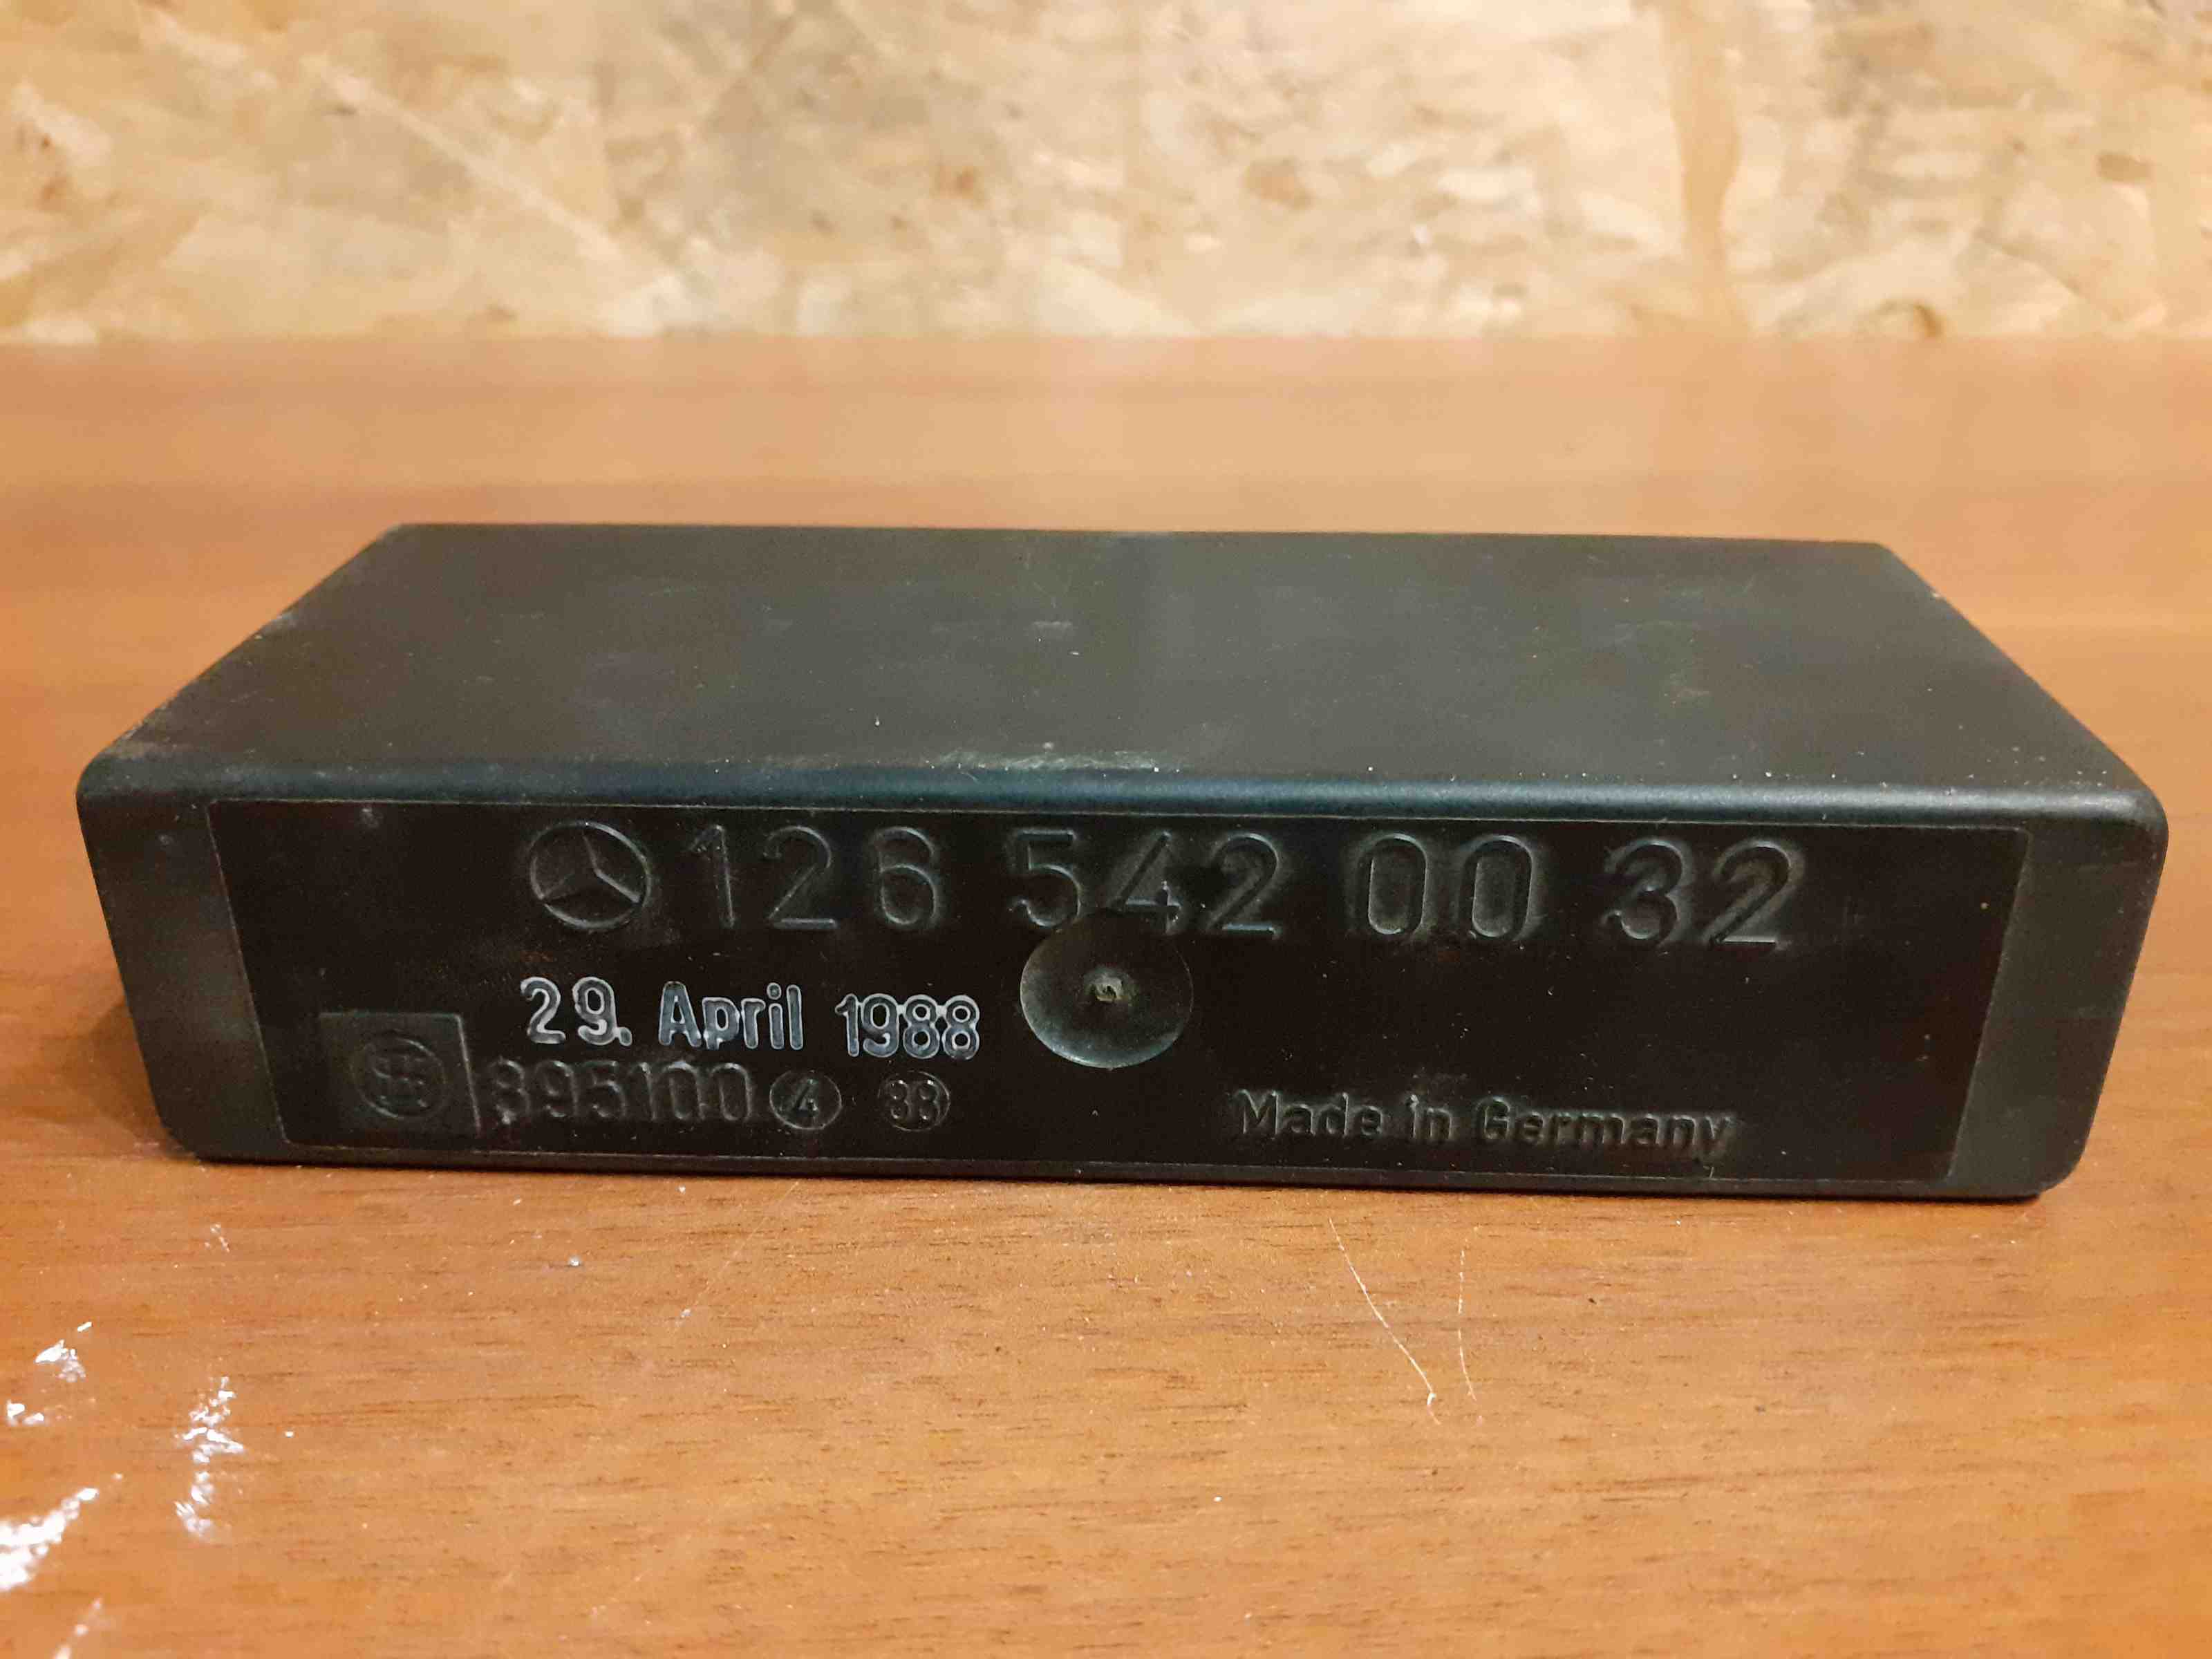 126 542 00 32
29. April 1988
895100 4 88
Made in Germany